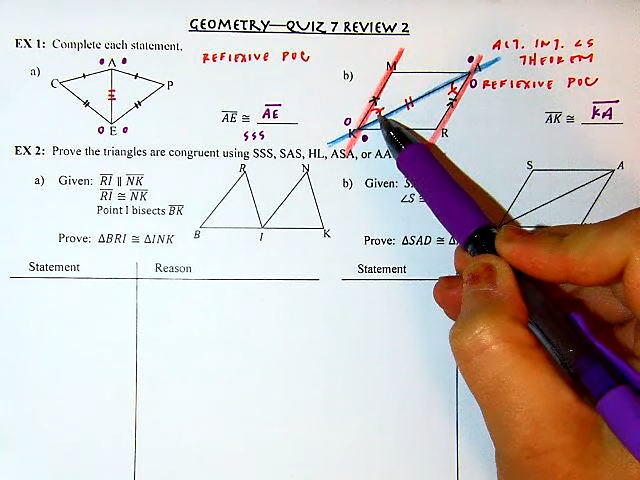 GEOMETRY—QUIZ 7 REVIEW 2
EX 1: Complete each statement.
REFLEXIVE POC
ALT. INT. ∠S
THEOREM
REFLEXIVE POC
a)
A
C
P
E
AE ≅ AE
SSS
b)
M
A
K
R
AK ≅ KA
EX 2: Prove the triangles are congruent using SSS, SAS, HL, ASA, or AA
a) Given: RI ∥ NK
RI ≅ NK
Point I bisects BK
Prove: ΔBRI ≅ ΔINK
R
N
B
I
K
b) Given:
∠S ≅
Prove: ΔSAD ≅
S
A
Statement
Reason
Statement